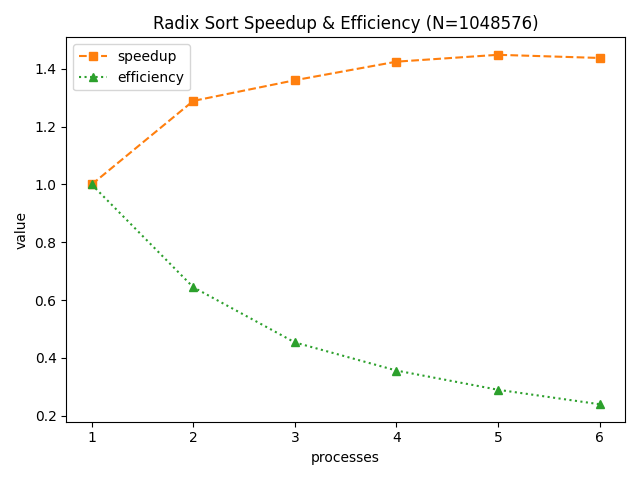 Radix Sort Speedup & Efficiency (N=1048576)
speedup
efficiency
value
1.4
1.2
1.0
0.8
0.6
0.4
0.2
1 2 3 4 5 6
processes